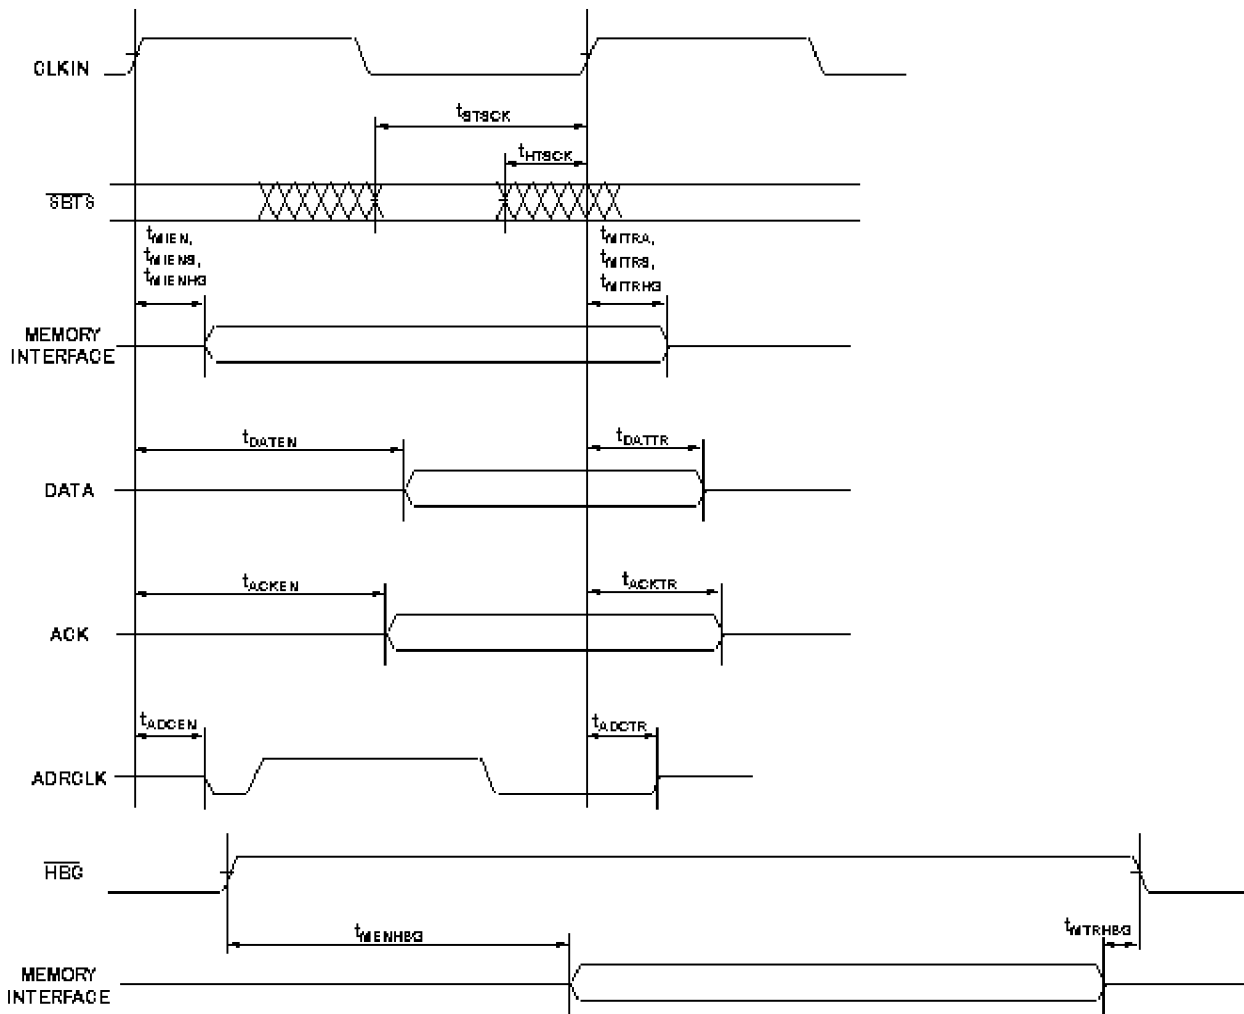 CLKIN
tSTSCK
tHTSCK
SBTS
tMIEN,
tMIENS,
tMIENHG
tMITRA,
tMITRS,
tMITRHG
MEMORY
INTERFACE
tDATEN
tDATTR
DATA
tACKEN
tACKTR
ACK
tADCEN
tADCTR
ADRCLK
HBG
tMENHBG
tMTRHBG
MEMORY
INTERFACE